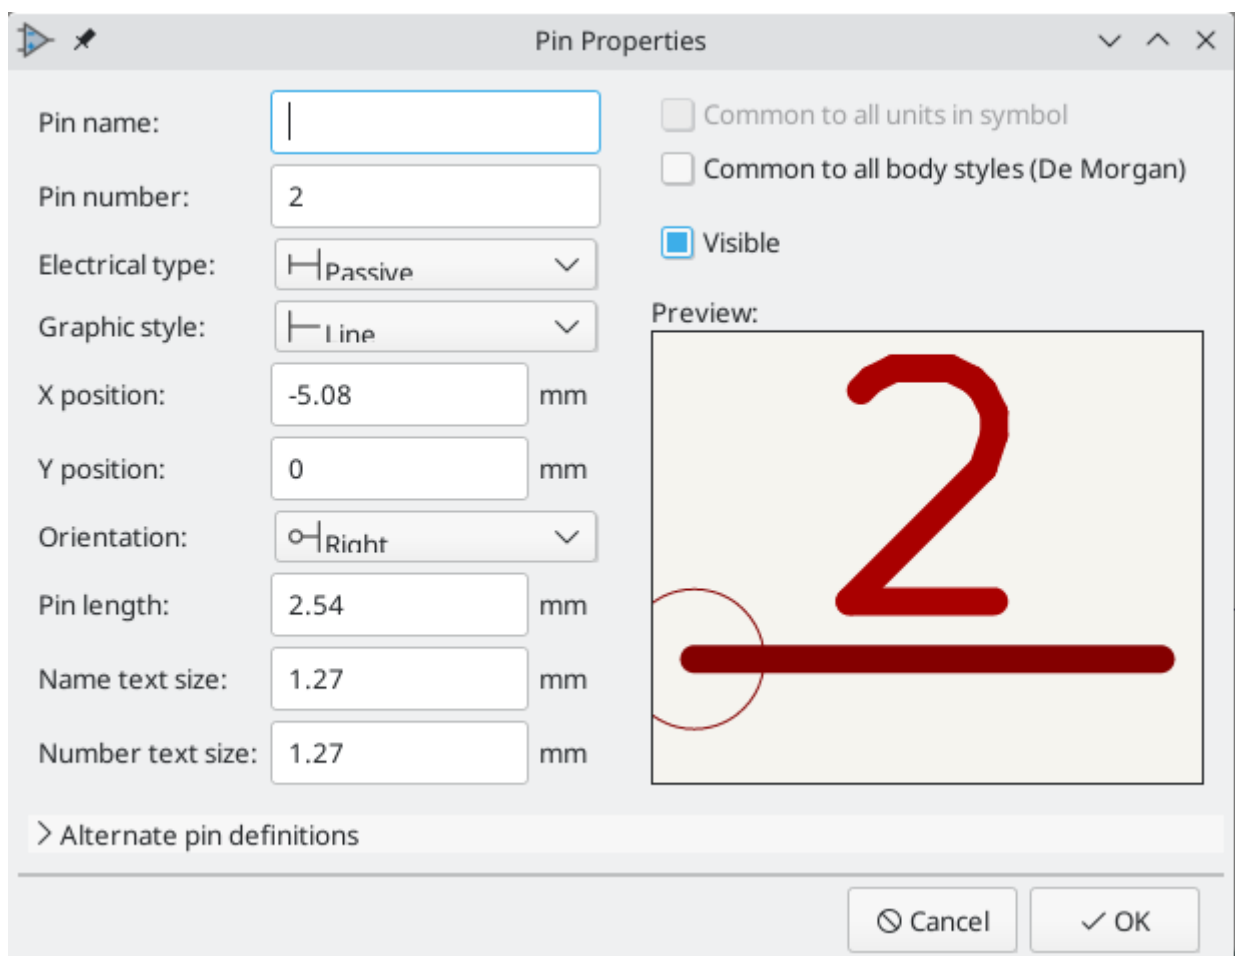 Pin Properties
Pin name:
Pin number: 2
Electrical type: Passive
Graphic style: Line
X position: -5.08 mm
Y position: 0 mm
Orientation: Right
Pin length: 2.54 mm
Name text size: 1.27 mm
Number text size: 1.27 mm
Common to all units in symbol
Common to all body styles (De Morgan)
Visible
Preview:
2
Alternate pin definitions
Cancel OK